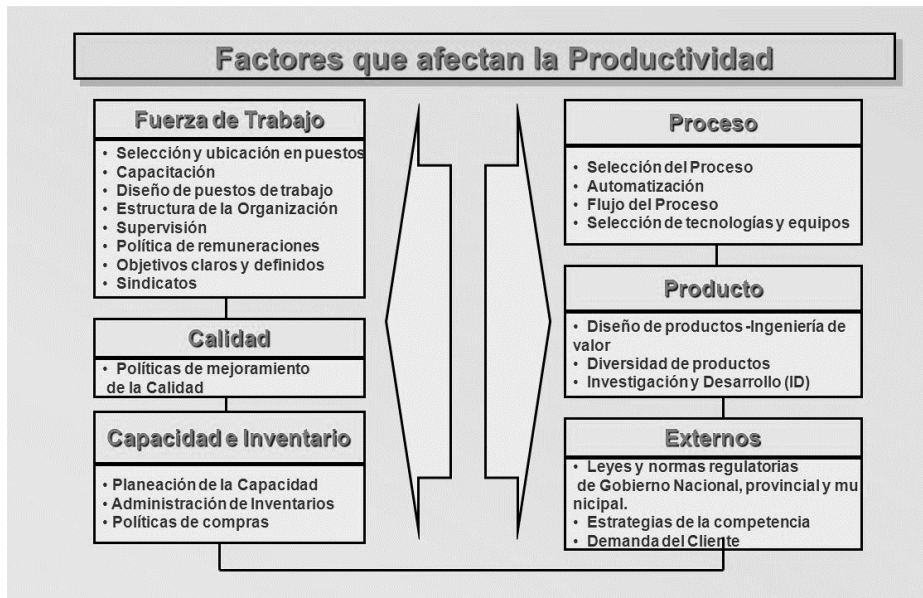 Factores que afectan la Productividad
Fuerza de Trabajo
• Selección y ubicación en puestos
• Capacitación
• Diseño de puestos de trabajo
• Estructura de la Organización
• Supervisión
• Política de remuneraciones
• Objetivos claros y definidos
• Sindicatos
Calidad
• Políticas de mejoramiento
de la Calidad
Capacidad e Inventario
• Planeación de la Capacidad
• Administración de Inventarios
• Políticas de compras
Proceso
• Selección del Proceso
• Automatización
• Flujo del Proceso
• Selección de tecnologías y equipos
Producto
• Diseño de productos -Ingeniería de
valor
• Diversidad de productos
• Investigación y Desarrollo (ID)
Externos
• Leyes y normas regulatorias
de Gobierno Nacional, provincial y mu
nicipal.
• Estrategias de la competencia
• Demanda del Cliente